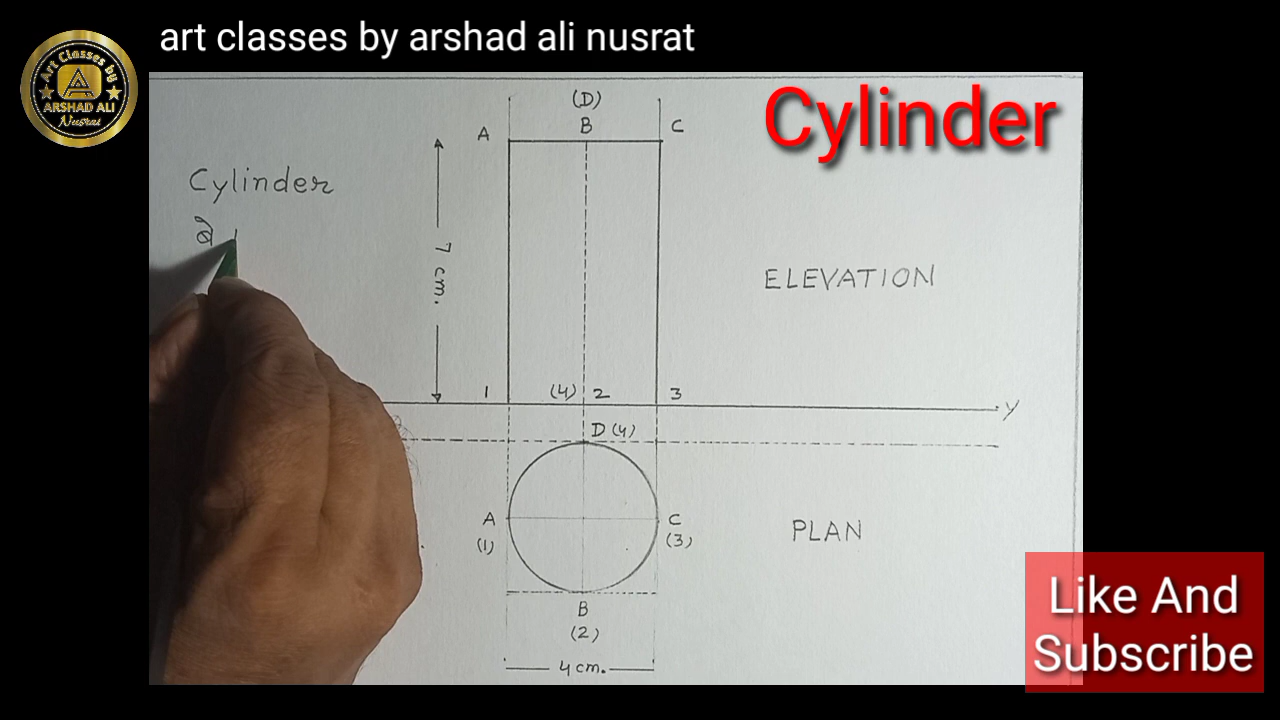 art classes by arshad ali nusrat
Art Classes by
ARSHAD ALI
Nusrat
Cylinder
(D)
A B C
Cylinder
7 cm.
ELEVATION
1 (4) 2 3
y
D (4)
A C
(1) (3)
PLAN
B
(2)
4 cm.
Like And
Subscribe